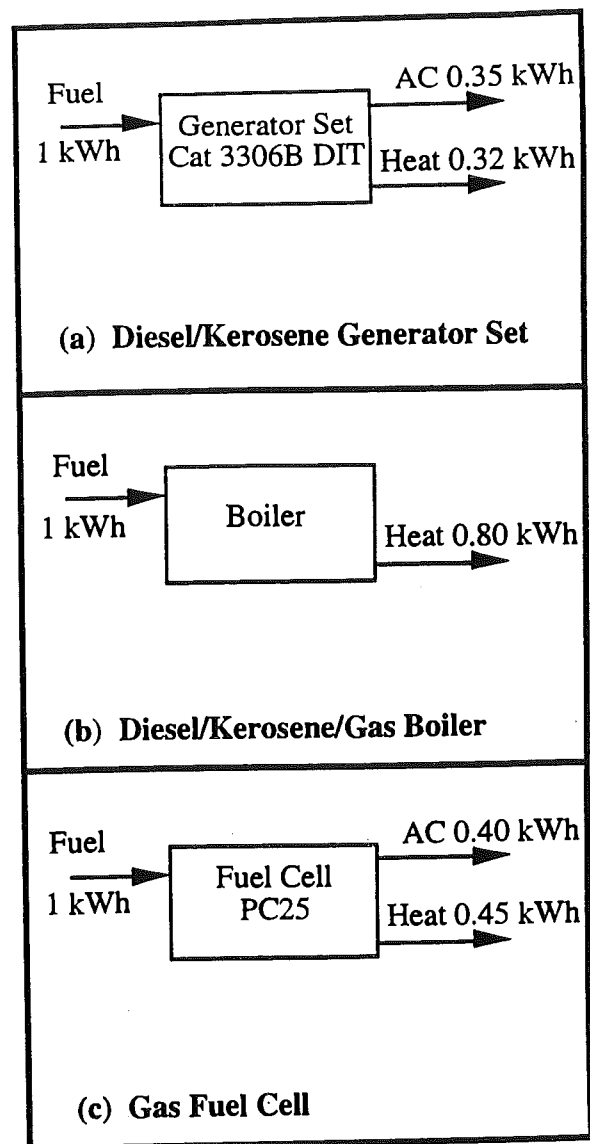 Fuel
1 kWh
Generator Set
Cat 3306B DIT
AC 0.35 kWh
Heat 0.32 kWh
(a) Diesel/Kerosene Generator Set
Fuel
1 kWh
Boiler
Heat 0.80 kWh
(b) Diesel/Kerosene/Gas Boiler
Fuel
1 kWh
Fuel Cell
PC25
AC 0.40 kWh
Heat 0.45 kWh
(c) Gas Fuel Cell